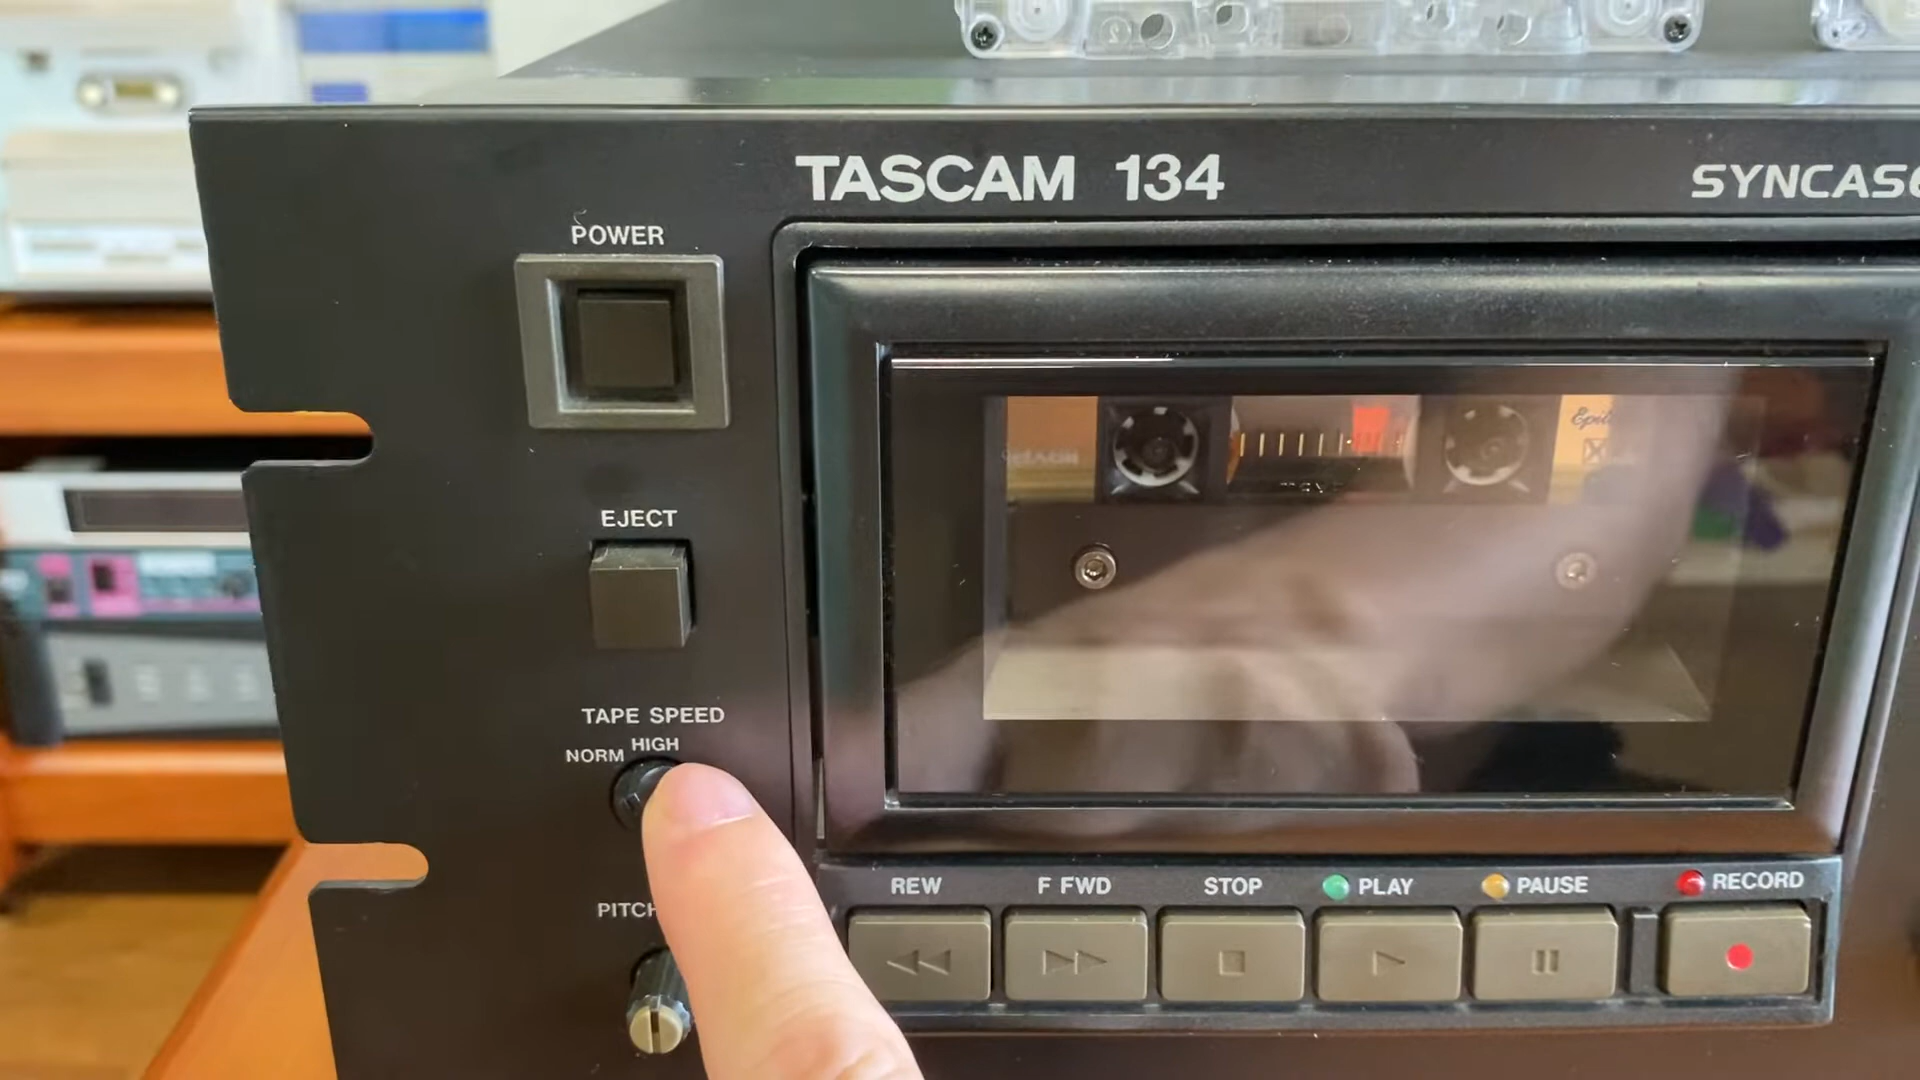 TASCAM 134
SYNCAS
POWER
EJECT
TAPE SPEED
NORM HIGH
PITCH
REW
F FWD
STOP
PLAY
PAUSE
RECORD